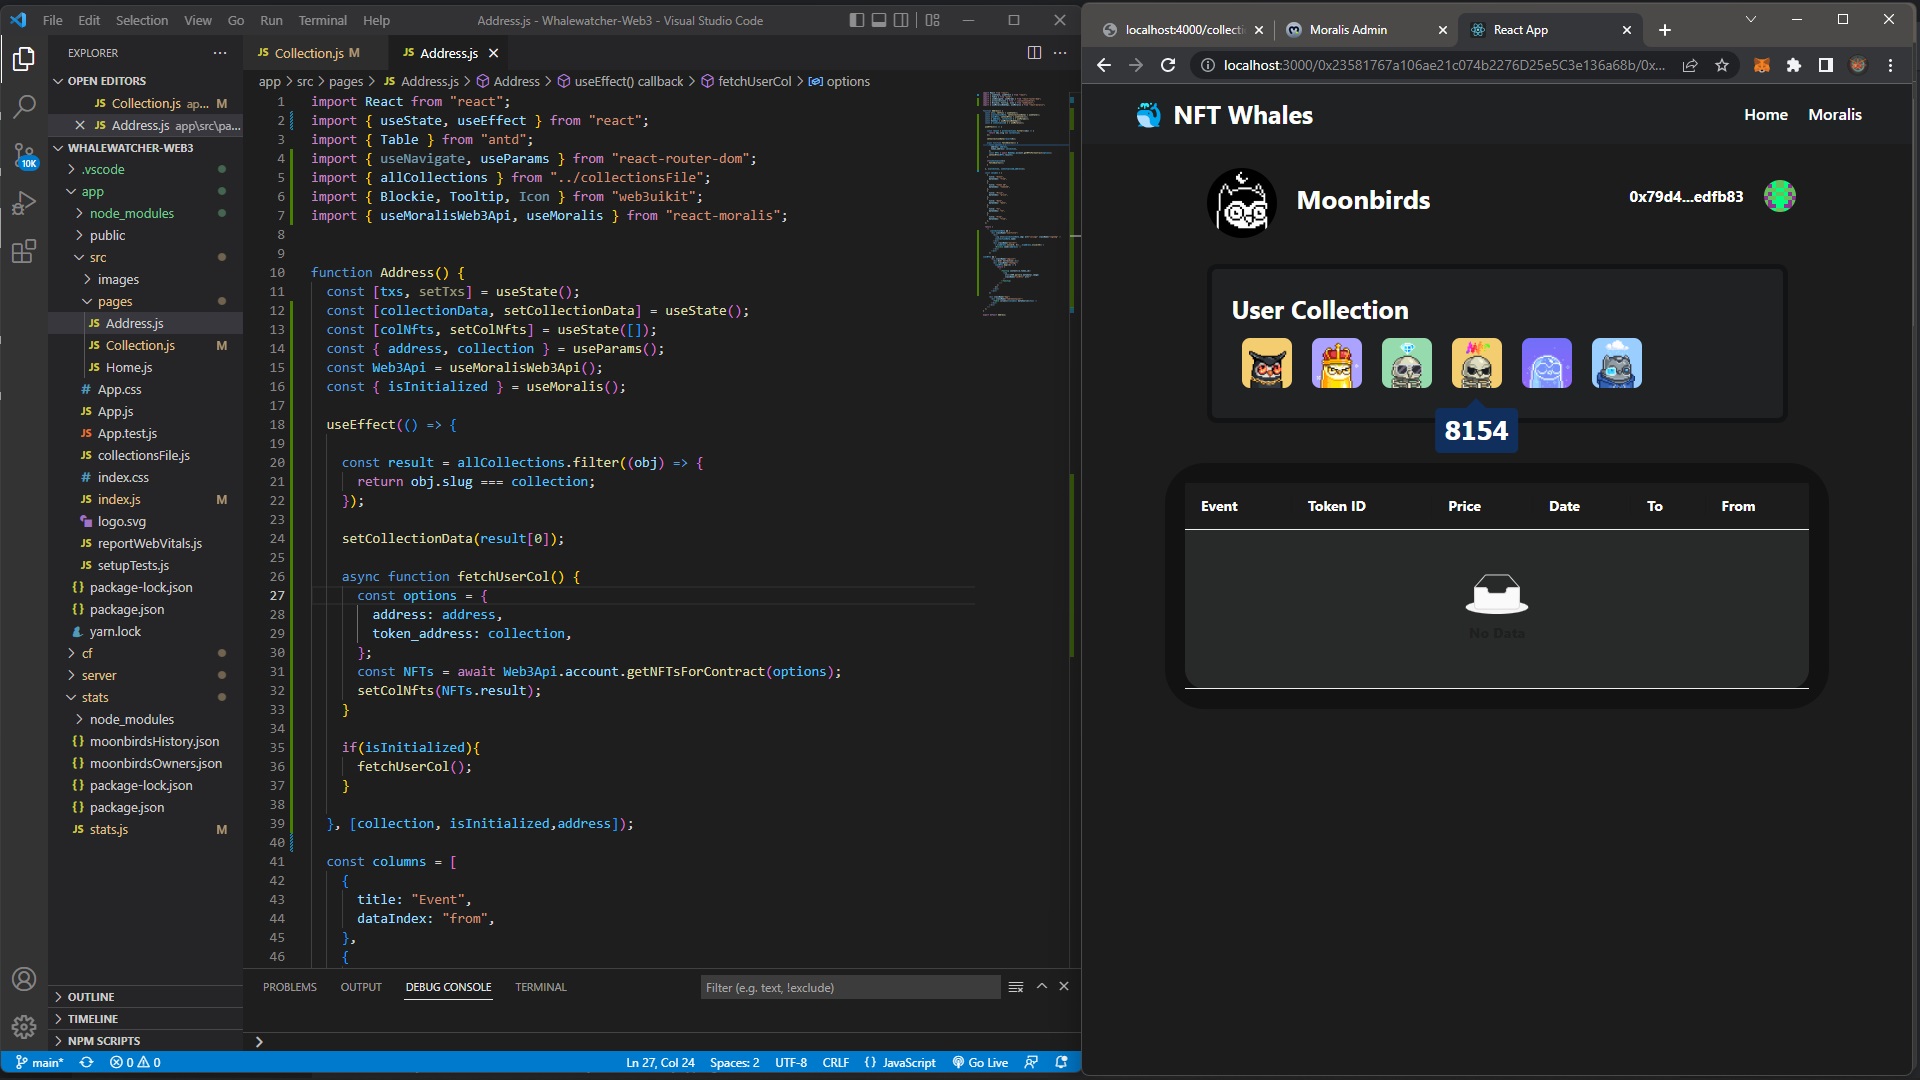 File Edit Selection View Go Run Terminal Help
Address.js - Whalewatcher-Web3 - Visual Studio Code
EXPLORER
OPEN EDITORS
JS Collection.js ap... M
JS Address.js app\src\pa...
WHALEWATCHER-WEB3
.vscode
app
node_modules
public
src
images
pages
JS Address.js
JS Collection.js M
JS Home.js
# App.css
JS App.js
JS App.test.js
JS collectionsFile.js
# index.css
JS index.js M
logo.svg
JS reportWebVitals.js
JS setupTests.js
{} package-lock.json
{} package.json
yarn.lock
cf
server
stats
node_modules
{} moonbirdsHistory.json
{} moonbirdsOwners.json
{} package-lock.json
{} package.json
JS stats.js M
OUTLINE
TIMELINE
NPM SCRIPTS
10K
JS Collection.js M
JS Address.js
app > src > pages > JS Address.js > Address > useEffect() callback > fetchUserCol > options
1 import React from "react";
2 import { useState, useEffect } from "react";
3 import { Table } from "antd";
4 import { useNavigate, useParams } from "react-router-dom";
5 import { allCollections } from "../collectionsFile";
6 import { Blockie, Tooltip, Icon } from "web3uikit";
7 import { useMoralisWeb3Api, useMoralis } from "react-moralis";
8
9
10 function Address() {
11 const [txs, setTxs] = useState();
12 const [collectionData, setCollectionData] = useState();
13 const [colNfts, setColNfts] = useState([]);
14 const { address, collection } = useParams();
15 const Web3Api = useMoralisWeb3Api();
16 const { isInitialized } = useMoralis();
17
18 useEffect(() => {
19
20 const result = allCollections.filter((obj) => {
21 return obj.slug === collection;
22 });
23
24 setCollectionData(result[0]);
25
26 async function fetchUserCol() {
27 const options = {
28 address: address,
29 token_address: collection,
30 };
31 const NFTs = await Web3Api.account.getNFTsForContract(options);
32 setColNfts(NFTs.result);
33 }
34
35 if(isInitialized){
36 fetchUserCol();
37 }
38
39 }, [collection, isInitialized,address]);
40
41 const columns = [
42 {
43 title: "Event",
44 dataIndex: "from",
45 },
46 {
PROBLEMS OUTPUT DEBUG CONSOLE TERMINAL
Filter (e.g. text, !exclude)
main* 0 0
Ln 27, Col 24 Spaces: 2 UTF-8 CRLF {} JavaScript Go Live
localhost:4000/collecti
Moralis Admin
React App
localhost:3000/0x23581767a106ae21c074b2276D25e5C3e136a68b/0x...
NFT Whales
Home Moralis
Moonbirds
0x79d4...edfb83
User Collection
8154
Event Token ID Price Date To From
No Data